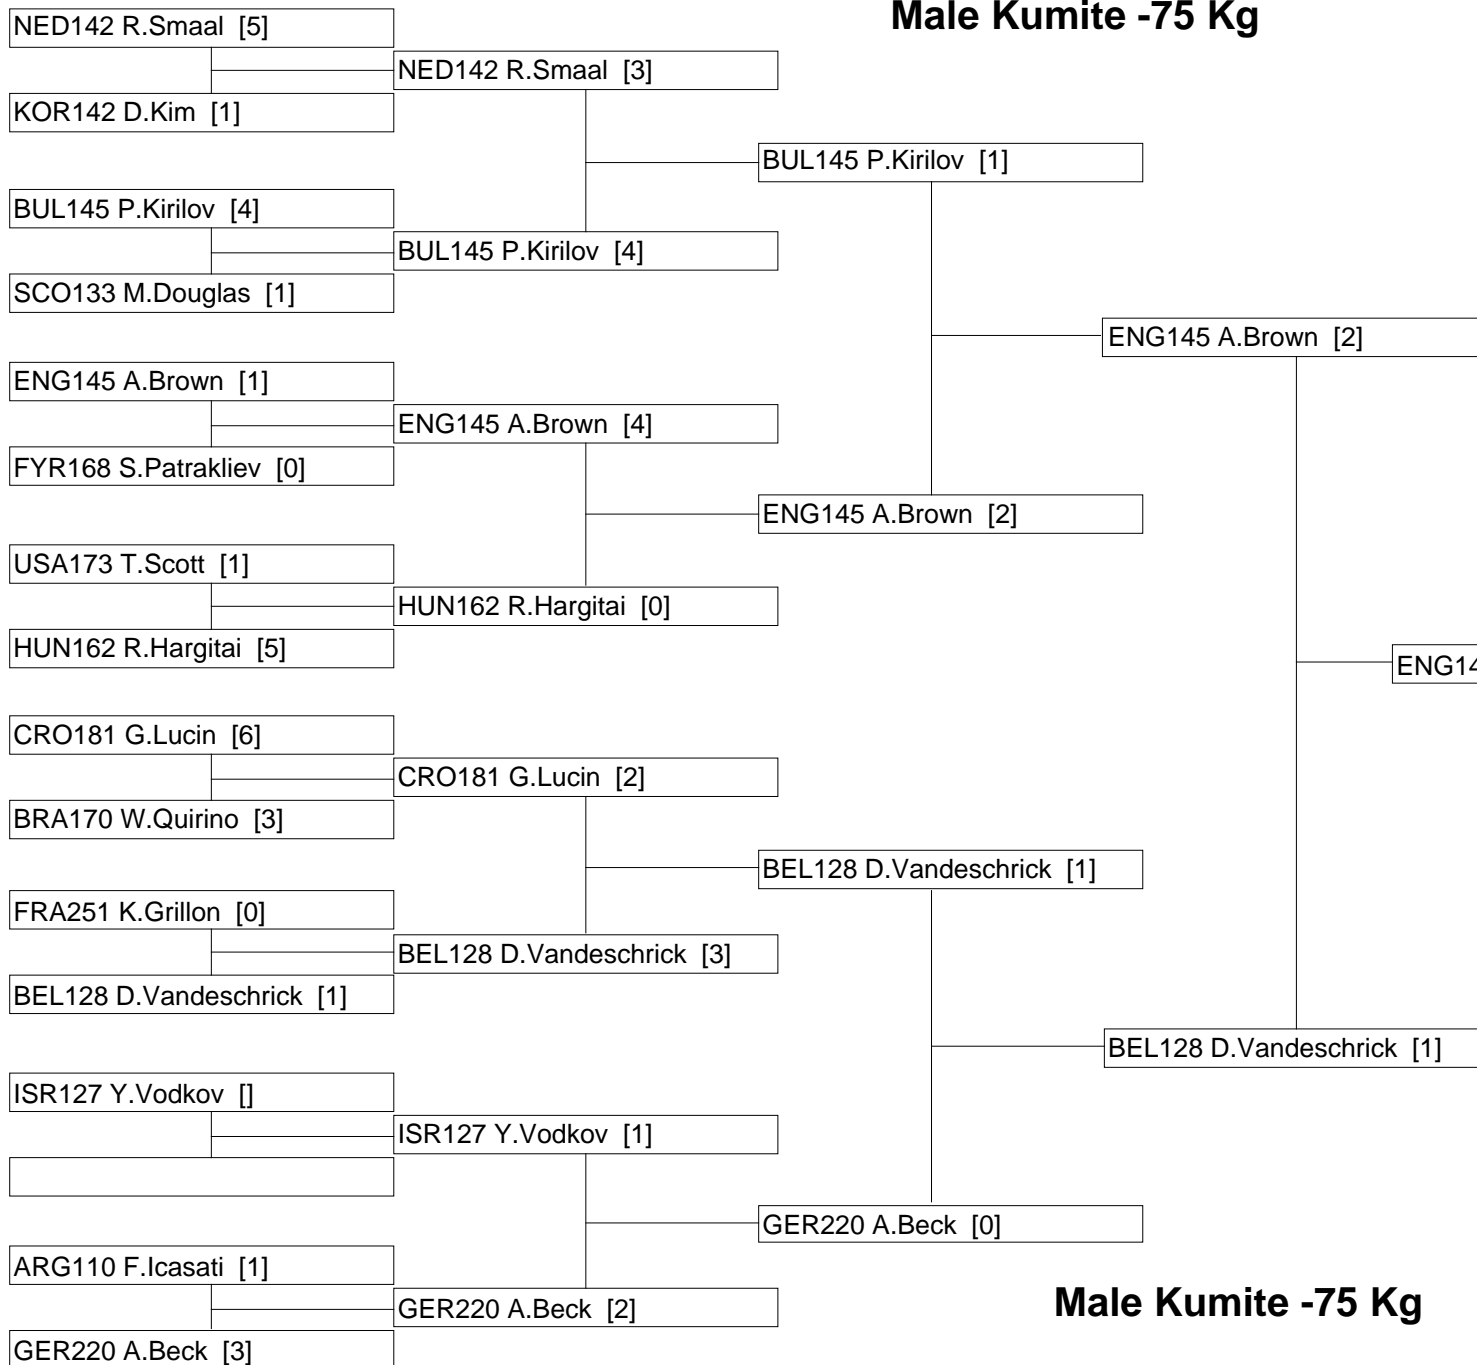 Male Kumite -75 Kg
NED142 R.Smaal [5]
NED142 R.Smaal [3]
KOR142 D.Kim [1]
BUL145 P.Kirilov [1]
BUL145 P.Kirilov [4]
BUL145 P.Kirilov [4]
SCO133 M.Douglas [1]
ENG145 A.Brown [2]
ENG145 A.Brown [1]
ENG145 A.Brown [4]
FYR168 S.Patrakliev [0]
ENG145 A.Brown [2]
USA173 T.Scott [1]
HUN162 R.Hargitai [0]
HUN162 R.Hargitai [5]
CRO181 G.Lucin [6]
CRO181 G.Lucin [2]
BRA170 W.Quirino [3]
BEL128 D.Vandeschrick [1]
FRA251 K.Grillon [0]
BEL128 D.Vandeschrick [3]
BEL128 D.Vandeschrick [1]
BEL128 D.Vandeschrick [1]
ISR127 Y.Vodkov []
ISR127 Y.Vodkov [1]
GER220 A.Beck [0]
ARG110 F.Icasati [1]
GER220 A.Beck [2]
Male Kumite -75 Kg
GER220 A.Beck [3]